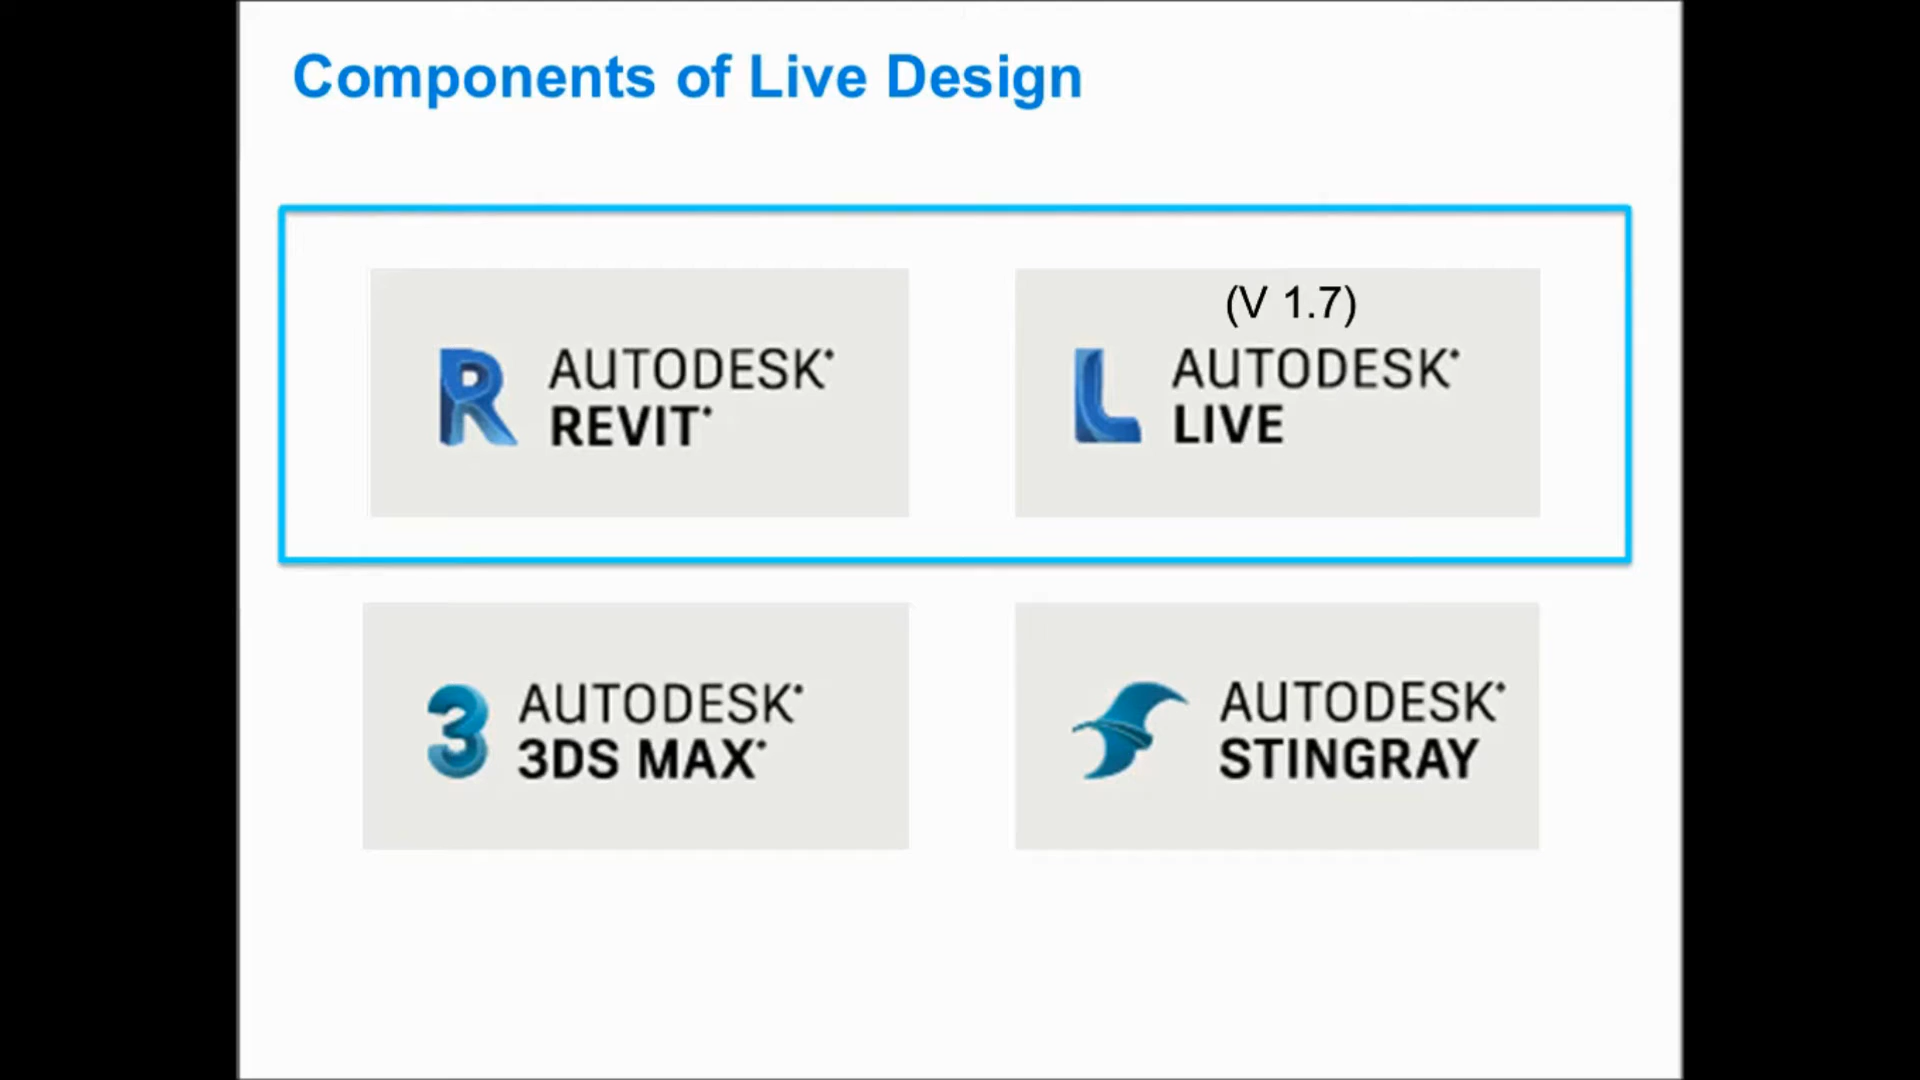 Components of Live Design
AUTODESK
REVIT
(V 1.7)
AUTODESK
LIVE
AUTODESK
3DS MAX
AUTODESK
STINGRAY